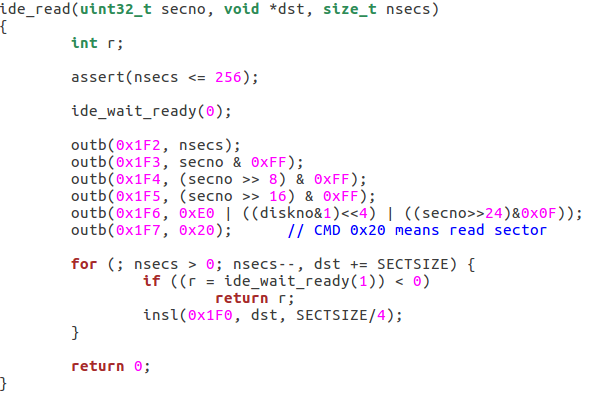 ide_read(uint32_t secno, void *dst, size_t nsecs)
{
        int r;

        assert(nsecs <= 256);

        ide_wait_ready(0);

        outb(0x1F2, nsecs);
        outb(0x1F3, secno & 0xFF);
        outb(0x1F4, (secno >> 8) & 0xFF);
        outb(0x1F5, (secno >> 16) & 0xFF);
        outb(0x1F6, 0xE0 | ((diskno&1)<<4) | ((secno>>24)&0x0F));
        outb(0x1F7, 0x20);      // CMD 0x20 means read sector

        for (; nsecs > 0; nsecs--, dst += SECTSIZE) {
                if ((r = ide_wait_ready(1)) < 0)
                        return r;
                insl(0x1F0, dst, SECTSIZE/4);
        }

        return 0;
}